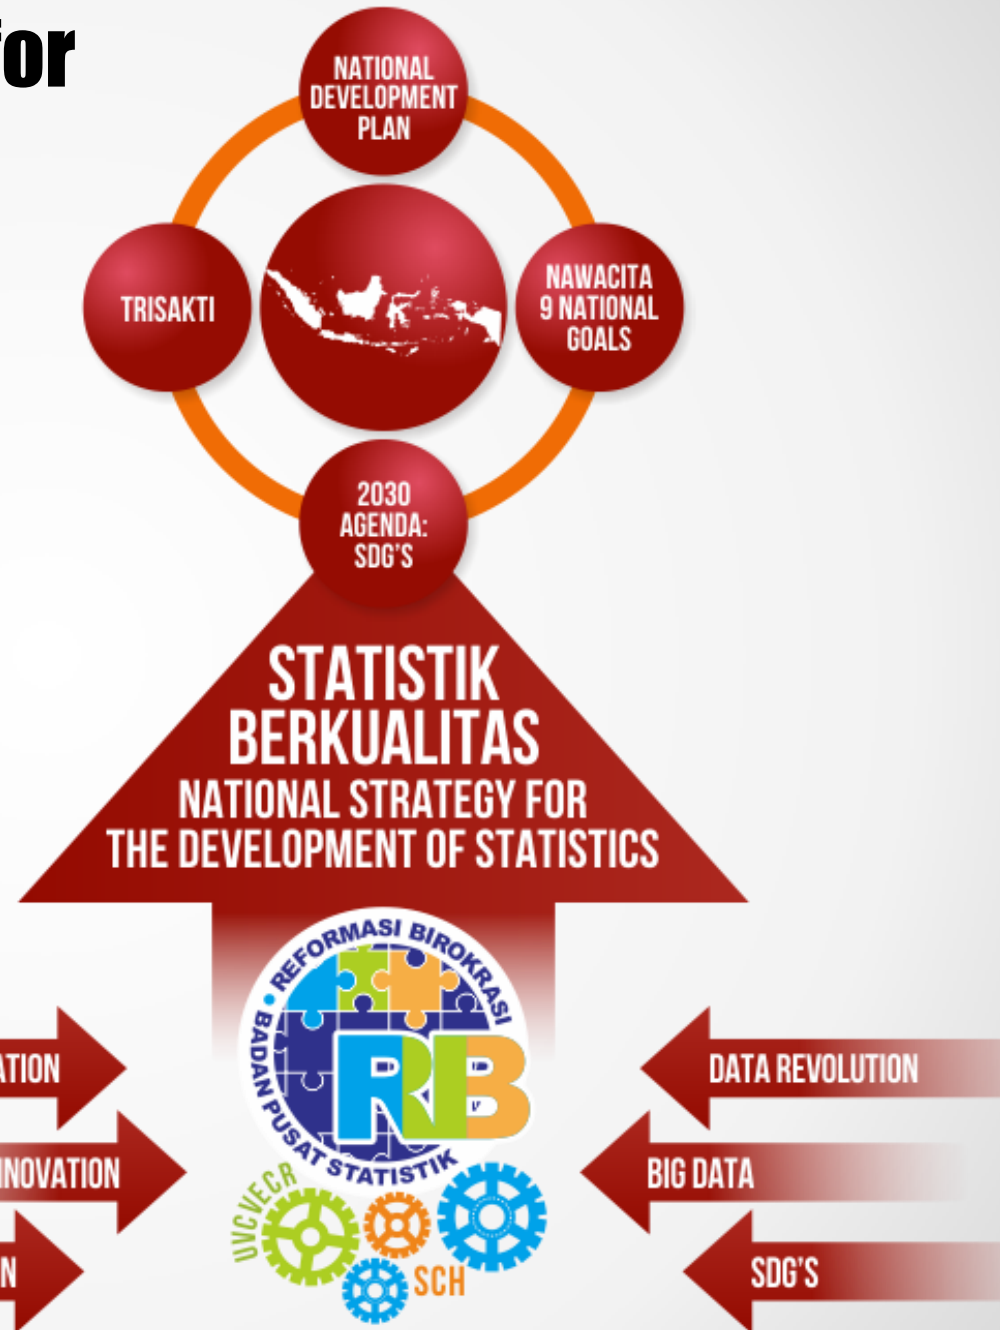 for
NATIONAL
DEVELOPMENT
PLAN
TRISAKTI
NAWACITA
9 NATIONAL
GOALS
2030
AGENDA:
SDG'S
STATISTIK
BERKUALITAS
NATIONAL STRATEGY FOR
THE DEVELOPMENT OF STATISTICS
REFORMASI BIROKRASI
BADAN PUSAT STATISTIK
RB
ATION
DATA REVOLUTION
NNOVATION
BIG DATA
N
SDG'S
UVCVECR
SCH